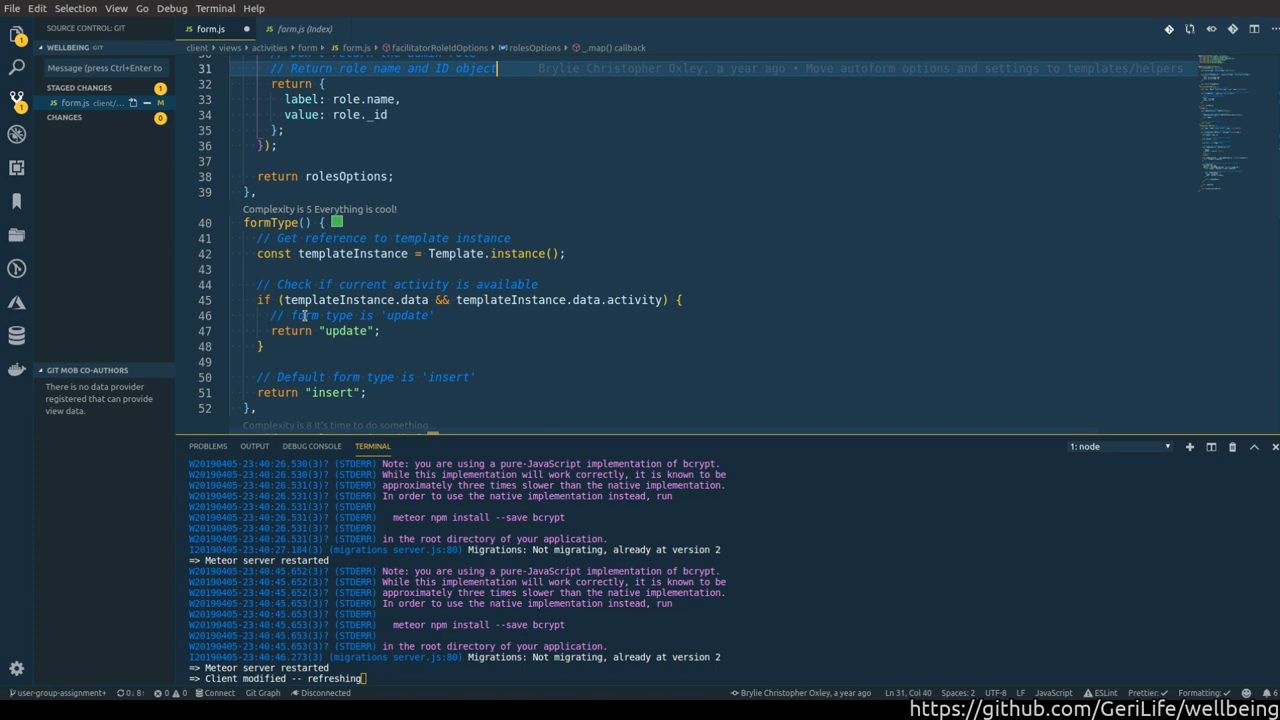 File Edit Selection View Go Debug Terminal Help
SOURCE CONTROL: GIT
form.js
form.js (Index)
WELLBEING GIT
client views activities form form.js facilitatorRoleIdOptions rolesOptions _.map() callback
Message (press Ctrl+Enter to
STAGED CHANGES 1
form.js client/... M
CHANGES 0
30 // Don't return the admin role
31 // Return role name and ID object Brylie Christopher Oxley, a year ago • Move autoform options and settings to templates/helpers
32 return {
33 label: role.name,
34 value: role._id
35 };
36 });
37
38 return rolesOptions;
39 },
Complexity is 5 Everything is cool!
40 formType() {
41 // Get reference to template instance
42 const templateInstance = Template.instance();
43
44 // Check if current activity is available
45 if (templateInstance.data && templateInstance.data.activity) {
46 // form type is 'update'
47 return "update";
48 }
49
50 // Default form type is 'insert'
51 return "insert";
52 },
Complexity is 8 It's time to do something...
GIT MOB CO-AUTHORS
There is no data provider
registered that can provide
view data.
PROBLEMS OUTPUT DEBUG CONSOLE TERMINAL 1: node
W20190405-23:40:26.530(3)? (STDERR) Note: you are using a pure-JavaScript implementation of bcrypt.
W20190405-23:40:26.530(3)? (STDERR) While this implementation will work correctly, it is known to be
W20190405-23:40:26.531(3)? (STDERR) approximately three times slower than the native implementation.
W20190405-23:40:26.531(3)? (STDERR) In order to use the native implementation instead, run
W20190405-23:40:26.531(3)? (STDERR)
W20190405-23:40:26.531(3)? (STDERR) meteor npm install --save bcrypt
W20190405-23:40:26.531(3)? (STDERR)
W20190405-23:40:26.531(3)? (STDERR) in the root directory of your application.
I20190405-23:40:27.184(3) (migrations server.js:80) Migrations: Not migrating, already at version 2
=> Meteor server restarted
W20190405-23:40:45.652(3)? (STDERR) Note: you are using a pure-JavaScript implementation of bcrypt.
W20190405-23:40:45.652(3)? (STDERR) While this implementation will work correctly, it is known to be
W20190405-23:40:45.652(3)? (STDERR) approximately three times slower than the native implementation.
W20190405-23:40:45.653(3)? (STDERR) In order to use the native implementation instead, run
W20190405-23:40:45.653(3)? (STDERR)
W20190405-23:40:45.653(3)? (STDERR) meteor npm install --save bcrypt
W20190405-23:40:45.653(3)? (STDERR)
W20190405-23:40:45.653(3)? (STDERR) in the root directory of your application.
I20190405-23:40:46.273(3) (migrations server.js:80) Migrations: Not migrating, already at version 2
=> Meteor server restarted
=> Client modified -- refreshing
user-group-assignment+ 0↓ 8↑ 0 0 Connect Git Graph Disconnected Brylie Christopher Oxley, a year ago Ln 31, Col 40 Spaces: 2 UTF-8 LF JavaScript ESLint Prettier: ✓ Formatting: ✓ 6
https://github.com/GeriLife/wellbeing